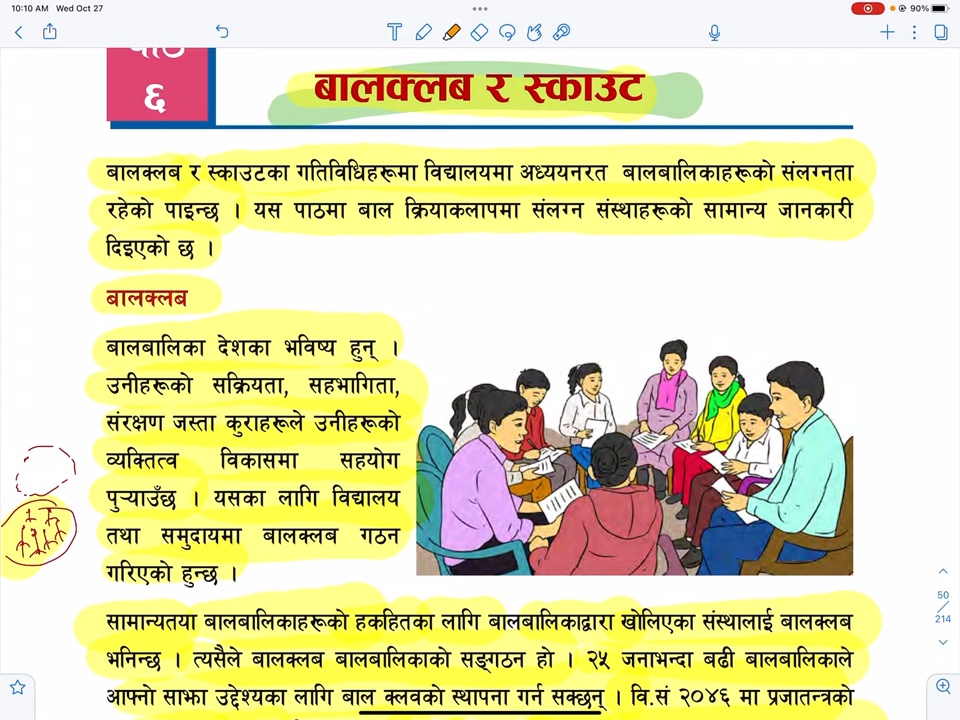 10:10 AM Wed Oct 27
90%
६
बालक्लब र स्काउट
बालक्लब र स्काउटका गतिविधिहरूमा विद्यालयमा अध्ययनरत बालबालिकाहरूको संलग्नता
रहेको पाइन्छ । यस पाठमा बाल क्रियाकलापमा संलग्न संस्थाहरूको सामान्य जानकारी
दिइएको छ ।
बालक्लब
बालबालिका देशका भविष्य हुन् ।
उनीहरूको सक्रियता, सहभागिता,
संरक्षण जस्ता कुराहरूले उनीहरूको
व्यक्तित्व विकासमा सहयोग
पुऱ्याउँछ । यसका लागि विद्यालय
तथा समुदायमा बालक्लब गठन
गरिएको हुन्छ ।
50
214
सामान्यतया बालबालिकाहरूको हकहितका लागि बालबालिकाद्वारा खोलिएका संस्थालाई बालक्लब
भनिन्छ । त्यसैले बालक्लब बालबालिकाको सङ्गठन हो । २५ जनाभन्दा बढी बालबालिकाले
आफ्नो साझा उद्देश्यका लागि बाल क्लवको स्थापना गर्न सक्छन् । वि.सं २०४६ मा प्रजातन्त्रको